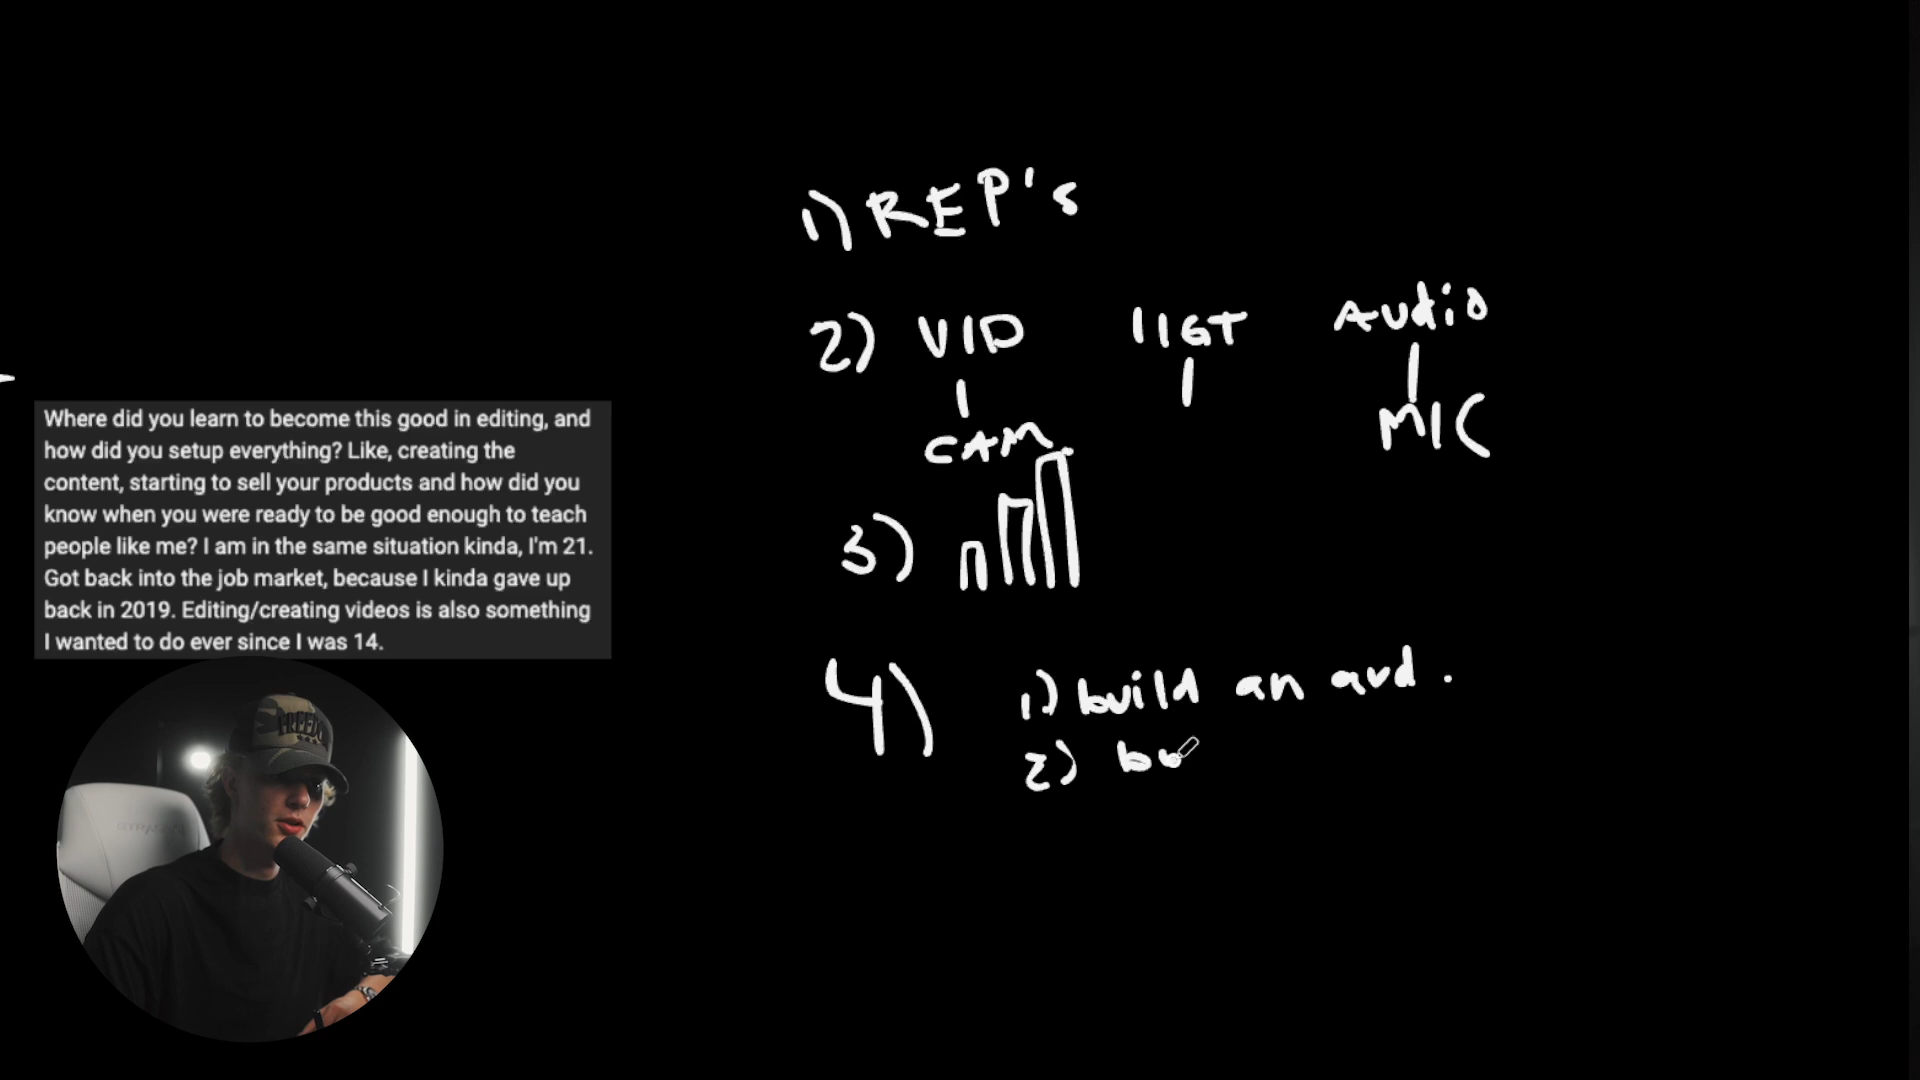 Where did you learn to become this good in editing, and
how did you setup everything? Like, creating the
content, starting to sell your products and how did you
know when you were ready to be good enough to teach
people like me? I am in the same situation kinda, I'm 21.
Got back into the job market, because I kinda gave up
back in 2019. Editing/creating videos is also something
I wanted to do ever since I was 14.
1) REP's
2) VID
Audio
CAM
MIC
3)
4) 1) build an aud.
2)